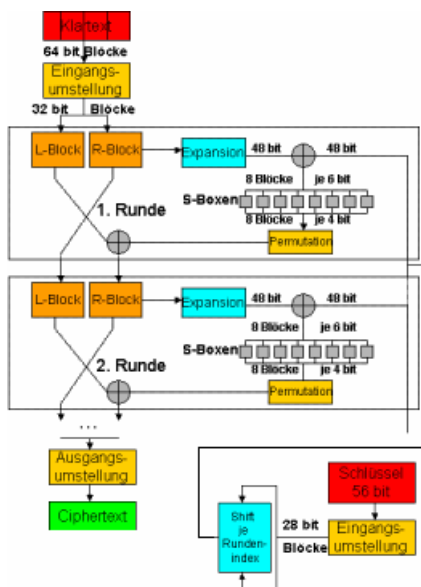 Klartext
64 bit Blöcke
Eingangs-
umstellung
32 bit Blöcke
L-Block R-Block Expansion 48 bit 48 bit
8 Blöcke je 6 bit
S-Boxen
8 Blöcke je 4 bit
1. Runde
Permutation
L-Block R-Block Expansion 48 bit 48 bit
8 Blöcke je 6 bit
S-Boxen
8 Blöcke je 4 bit
2. Runde
Permutation
...
Ausgangs-
umstellung
Ciphertext
Shift
je
Runden-
index
28 bit
Blöcke
Schlüssel
56 bit
Eingangs-
umstellung